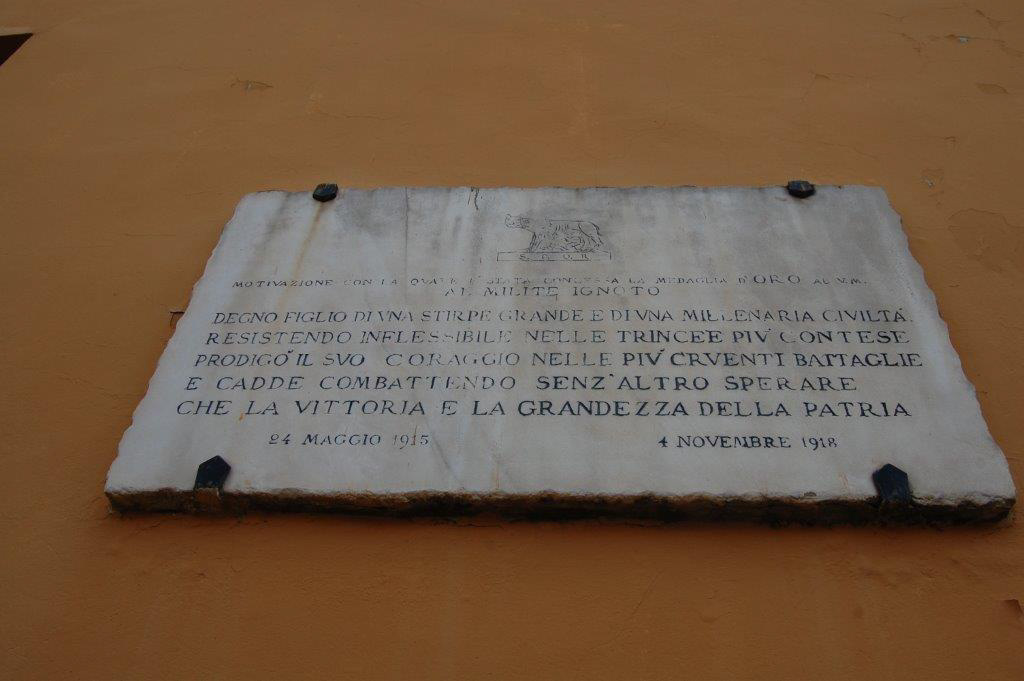 S. P. Q. R.
MOTIVAZIONE CON LA QUALE È STATA CONCESSA LA MEDAGLIA D'ORO AL V.M.
AL MILITE IGNOTO
DEGNO FIGLIO DI VNA STIRPE GRANDE E DI VNA MILLENARIA CIVILTÀ.
RESISTENDO INFLESSIBILE NELLE TRINCEE PIV' CONTESE
PRODIGO' IL SVO CORAGGIO NELLE PIV' CRVENTI BATTAGLIE
E CADDE COMBATTENDO SENZ'ALTRO SPERARE
CHE LA VITTORIA E LA GRANDEZZA DELLA PATRIA
24 MAGGIO 1915 4 NOVEMBRE 1918